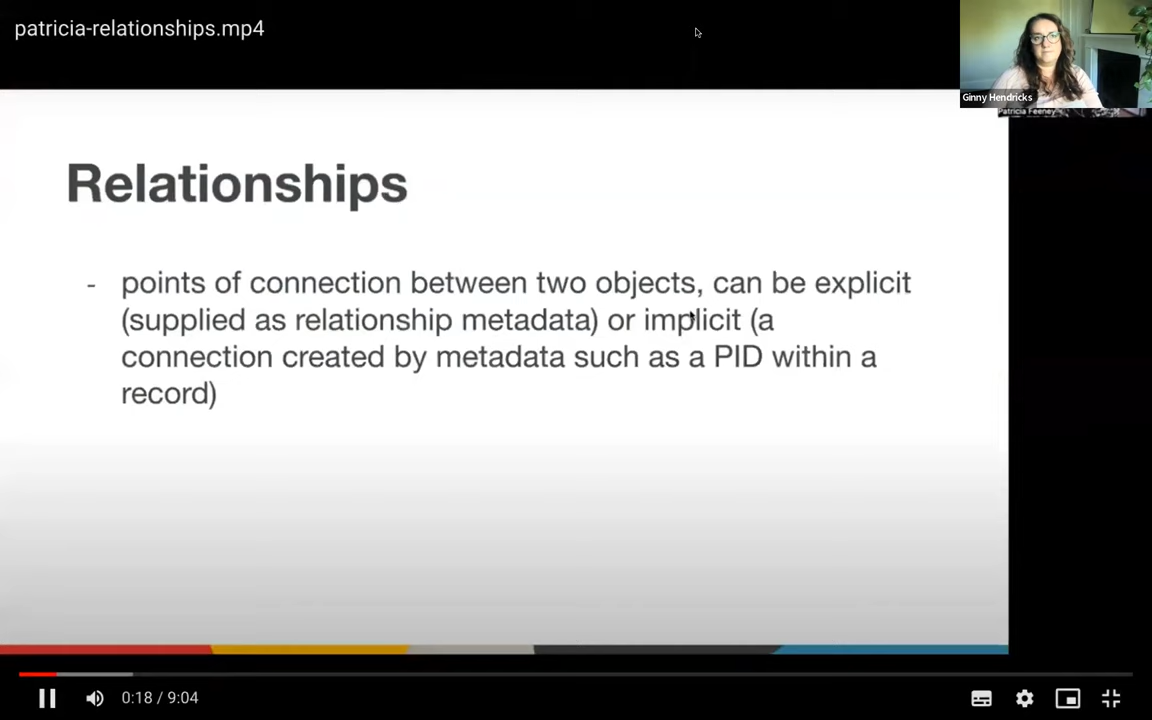 patricia-relationships.mp4
Ginny Hendricks
Patricia Feeney
Relationships
- points of connection between two objects, can be explicit
(supplied as relationship metadata) or implicit (a
connection created by metadata such as a PID within a
record)
0:18 / 9:04